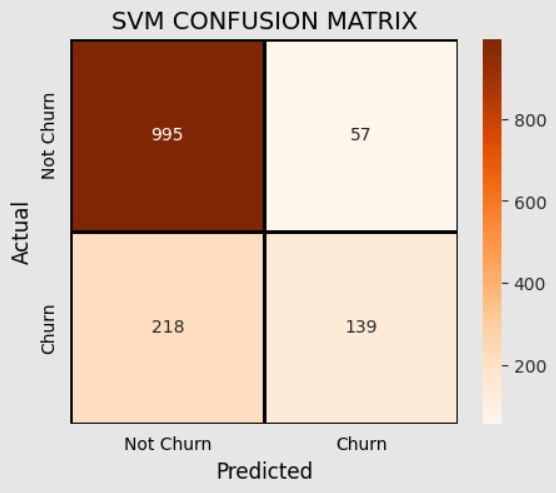 SVM CONFUSION MATRIX
Actual
Not Churn
Churn
995
57
218
139
Not Churn
Churn
Predicted
800
600
400
200